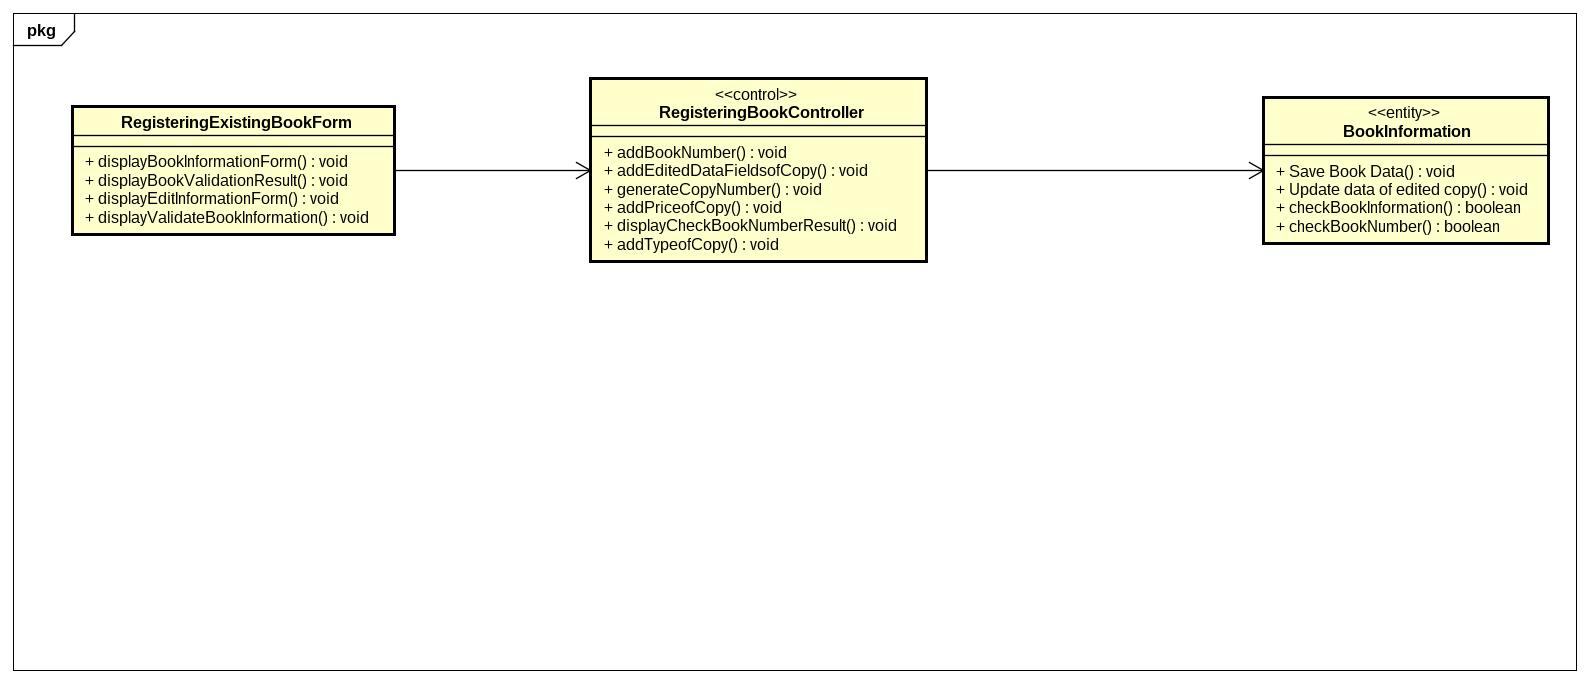 pkg
RegisteringExistingBookForm
+ displayBookInformationForm() : void
+ displayBookValidationResult() : void
+ displayEditInformationForm() : void
+ displayValidateBookInformation() : void
<<control>>
RegisteringBookController
+ addBookNumber() : void
+ addEditedDataFieldsofCopy() : void
+ generateCopyNumber() : void
+ addPriceofCopy() : void
+ displayCheckBookNumberResult() : void
+ addTypeofCopy() : void
<<entity>>
BookInformation
+ Save Book Data() : void
+ Update data of edited copy() : void
+ checkBookInformation() : boolean
+ checkBookNumber() : boolean